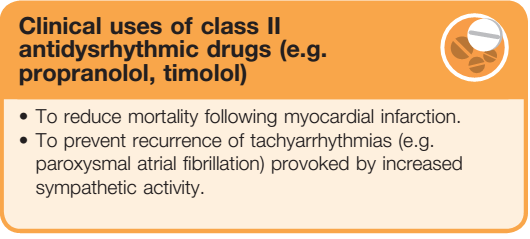 Clinical uses of class II
antidysrhythmic drugs (e.g.
propranolol, timolol)
• To reduce mortality following myocardial infarction.
• To prevent recurrence of tachyarrhythmias (e.g.
paroxysmal atrial fibrillation) provoked by increased
sympathetic activity.